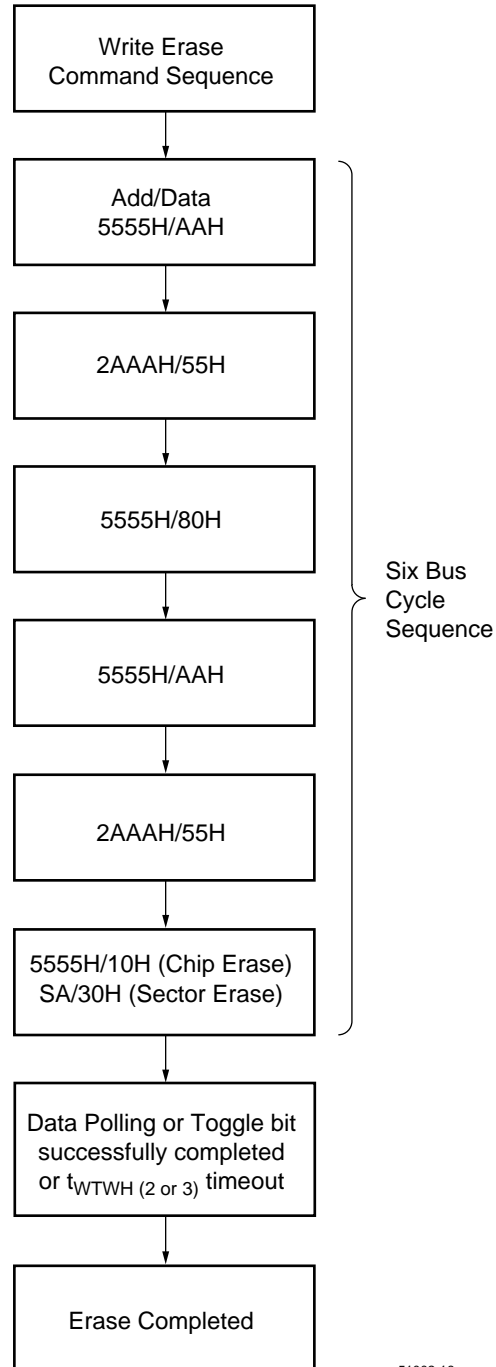 Write Erase
Command Sequence
Add/Data
5555H/AAH
2AAAH/55H
5555H/80H
5555H/AAH
2AAAH/55H
5555H/10H (Chip Erase)
SA/30H (Sector Erase)
Six Bus
Cycle
Sequence
Data Polling or Toggle bit
successfully completed
or tWTWH (2 or 3) timeout
Erase Completed